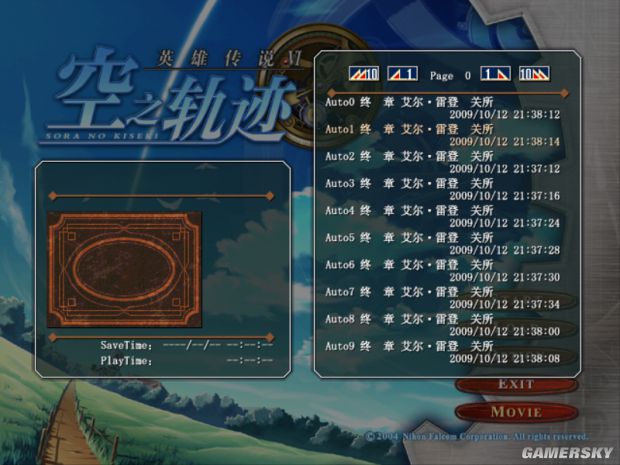 英雄传说 VI
空之轨迹
SORA NO KISEKI
10 1 Page 0 1 10
Auto0 终 章 艾尔·雷登 关所
2009/10/12 21:38:12
Auto1 终 章 艾尔·雷登 关所
2009/10/12 21:38:14
Auto2 终 章 艾尔·雷登 关所
2009/10/12 21:37:12
Auto3 终 章 艾尔·雷登 关所
2009/10/12 21:37:16
Auto4 终 章 艾尔·雷登 关所
2009/10/12 21:37:24
Auto5 终 章 艾尔·雷登 关所
2009/10/12 21:37:28
Auto6 终 章 艾尔·雷登 关所
2009/10/12 21:37:30
Auto7 终 章 艾尔·雷登 关所
2009/10/12 21:37:34
Auto8 终 章 艾尔·雷登 关所
2009/10/12 21:38:00
Auto9 终 章 艾尔·雷登 关所
2009/10/12 21:38:08
SaveTime: ----/--/-- --:--:--
PlayTime: --:--:--
EXIT
MOVIE
©2004 Nihon Falcom Corporation. All rights reserved.
GAMERSKY